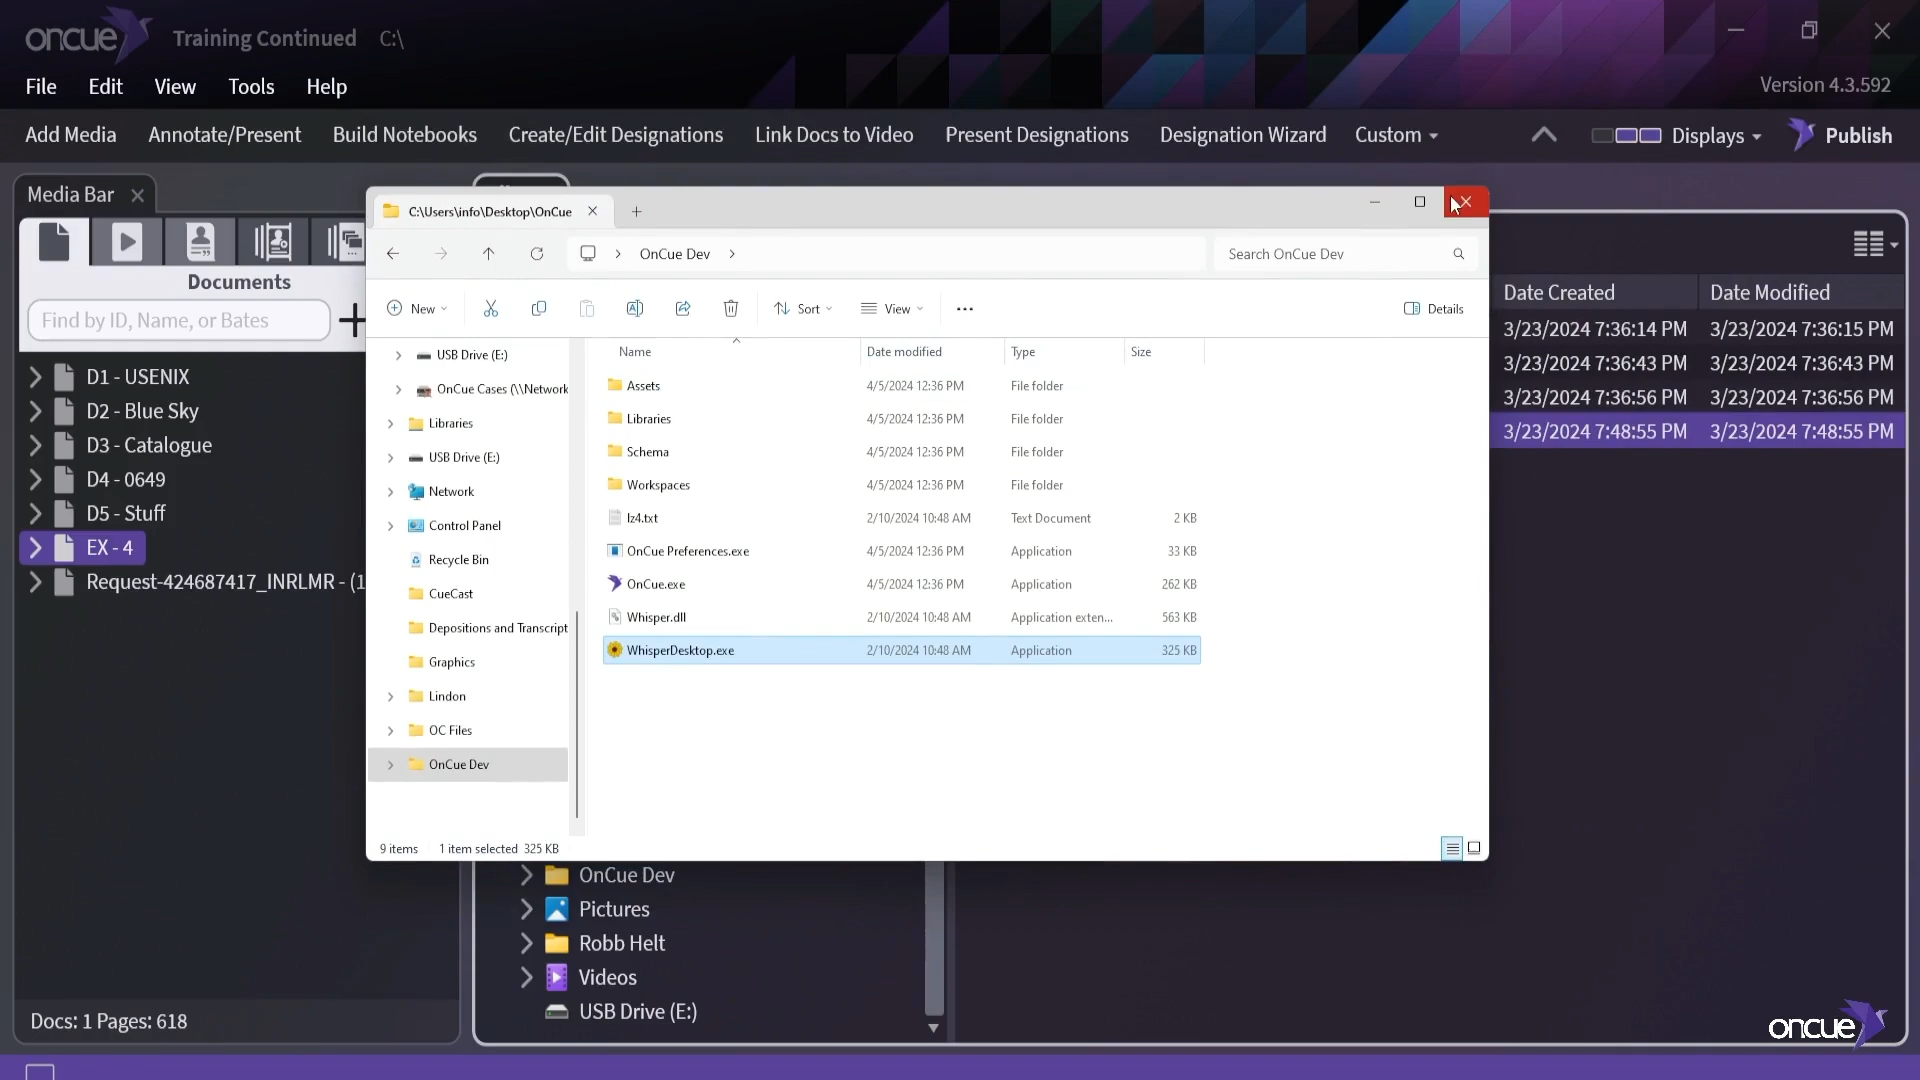 oncue Training Continued C:\
File Edit View Tools Help
Version 4.3.592
Add Media Annotate/Present Build Notebooks Create/Edit Designations Link Docs to Video Present Designations Designation Wizard Custom Displays Publish
Media Bar
Documents
Find by ID, Name, or Bates
D1 - USENIX
D2 - Blue Sky
D3 - Catalogue
D4 - 0649
D5 - Stuff
EX - 4
Request-424687417_INRLMR - (1
Docs: 1 Pages: 618
C:\Users\info\Desktop\OnCue
OnCue Dev
Search OnCue Dev
New Sort View Details
USB Drive (E:)
OnCue Cases (\\Network
Libraries
USB Drive (E:)
Network
Control Panel
Recycle Bin
CueCast
Depositions and Transcript
Graphics
Lindon
OC Files
OnCue Dev
Name Date modified Type Size
Assets 4/5/2024 12:36 PM File folder
Libraries 4/5/2024 12:36 PM File folder
Schema 4/5/2024 12:36 PM File folder
Workspaces 4/5/2024 12:36 PM File folder
lz4.txt 2/10/2024 10:48 AM Text Document 2 KB
OnCue Preferences.exe 4/5/2024 12:36 PM Application 33 KB
OnCue.exe 4/5/2024 12:36 PM Application 262 KB
Whisper.dll 2/10/2024 10:48 AM Application exten... 563 KB
WhisperDesktop.exe 2/10/2024 10:48 AM Application 325 KB
9 items 1 item selected 325 KB
Date Created Date Modified
3/23/2024 7:36:14 PM 3/23/2024 7:36:15 PM
3/23/2024 7:36:43 PM 3/23/2024 7:36:43 PM
3/23/2024 7:36:56 PM 3/23/2024 7:36:56 PM
3/23/2024 7:48:55 PM 3/23/2024 7:48:55 PM
OnCue Dev
Pictures
Robb Helt
Videos
USB Drive (E:)
oncue